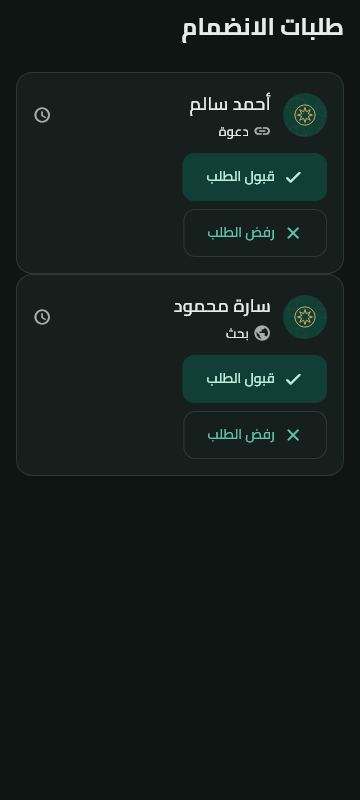 طلبات الانضمام
أحمد سالم
دعوة
قبول الطلب
رفض الطلب
سارة محمود
بحث
قبول الطلب
رفض الطلب